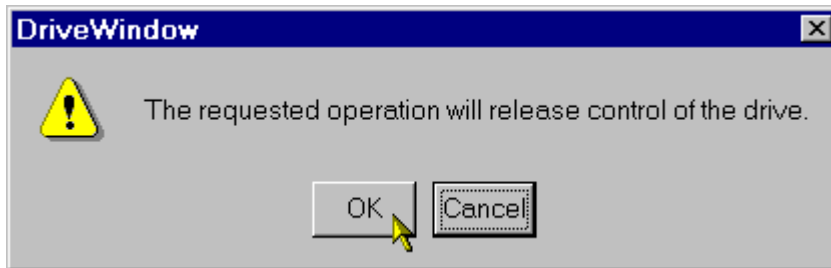 DriveWindow
The requested operation will release control of the drive.
OK Cancel